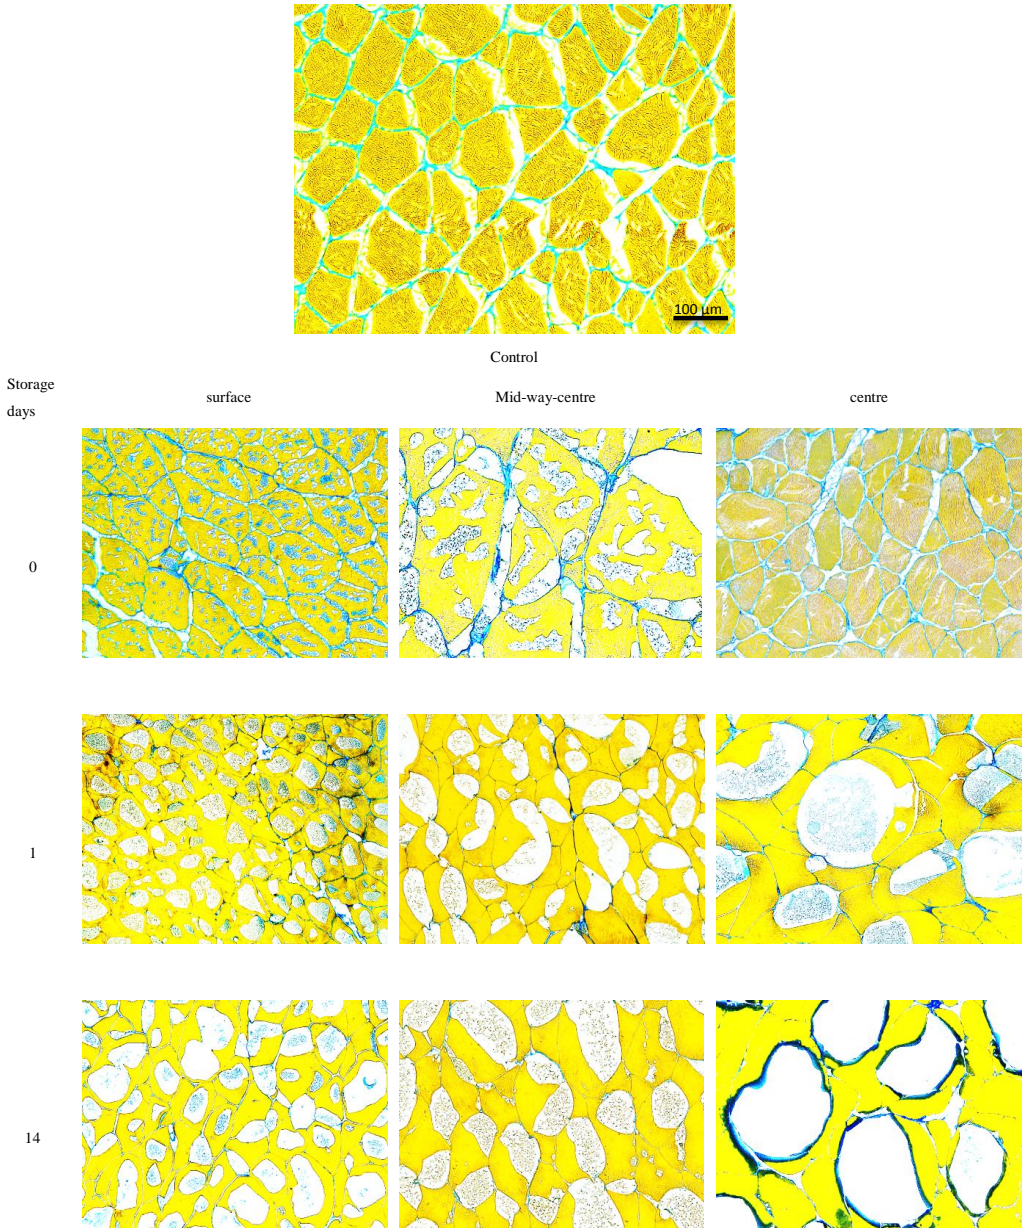 100 µm
Control
Storage
days
surface
Mid-way-centre
centre
0
1
14